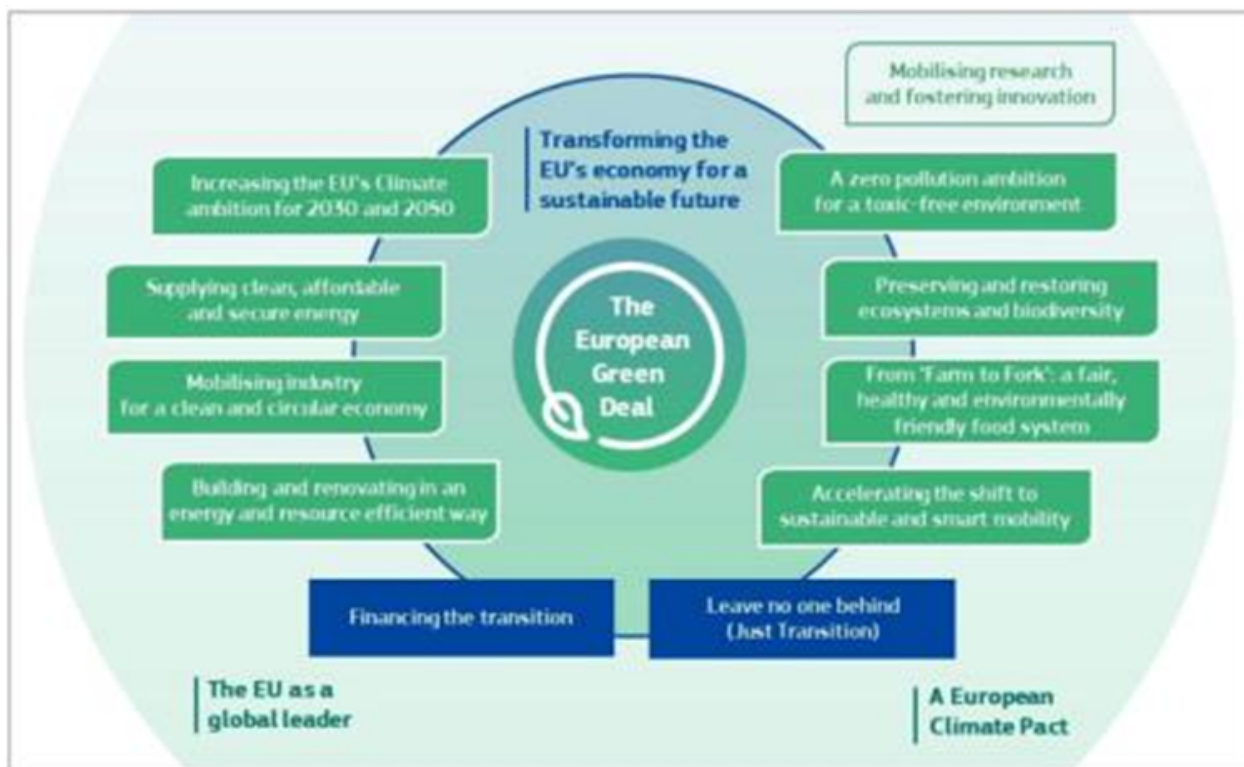 Mobilising research
and fostering innovation
Transforming the
EU's economy for a
sustainable future
Increasing the EU's Climate
ambition for 2030 and 2050
A zero pollution ambition
for a toxic-free environment
Supplying clean, affordable
and secure energy
Preserving and restoring
ecosystems and biodiversity
The
European
Green
Deal
Mobilising industry
for a clean and circular economy
From 'Farm to Fork': a fair,
healthy and environmentally
friendly food system
Building and renovating in an
energy and resource efficient way
Accelerating the shift to
sustainable and smart mobility
Financing the transition
Leave no one behind
(Just Transition)
The EU as a
global leader
A European
Climate Pact